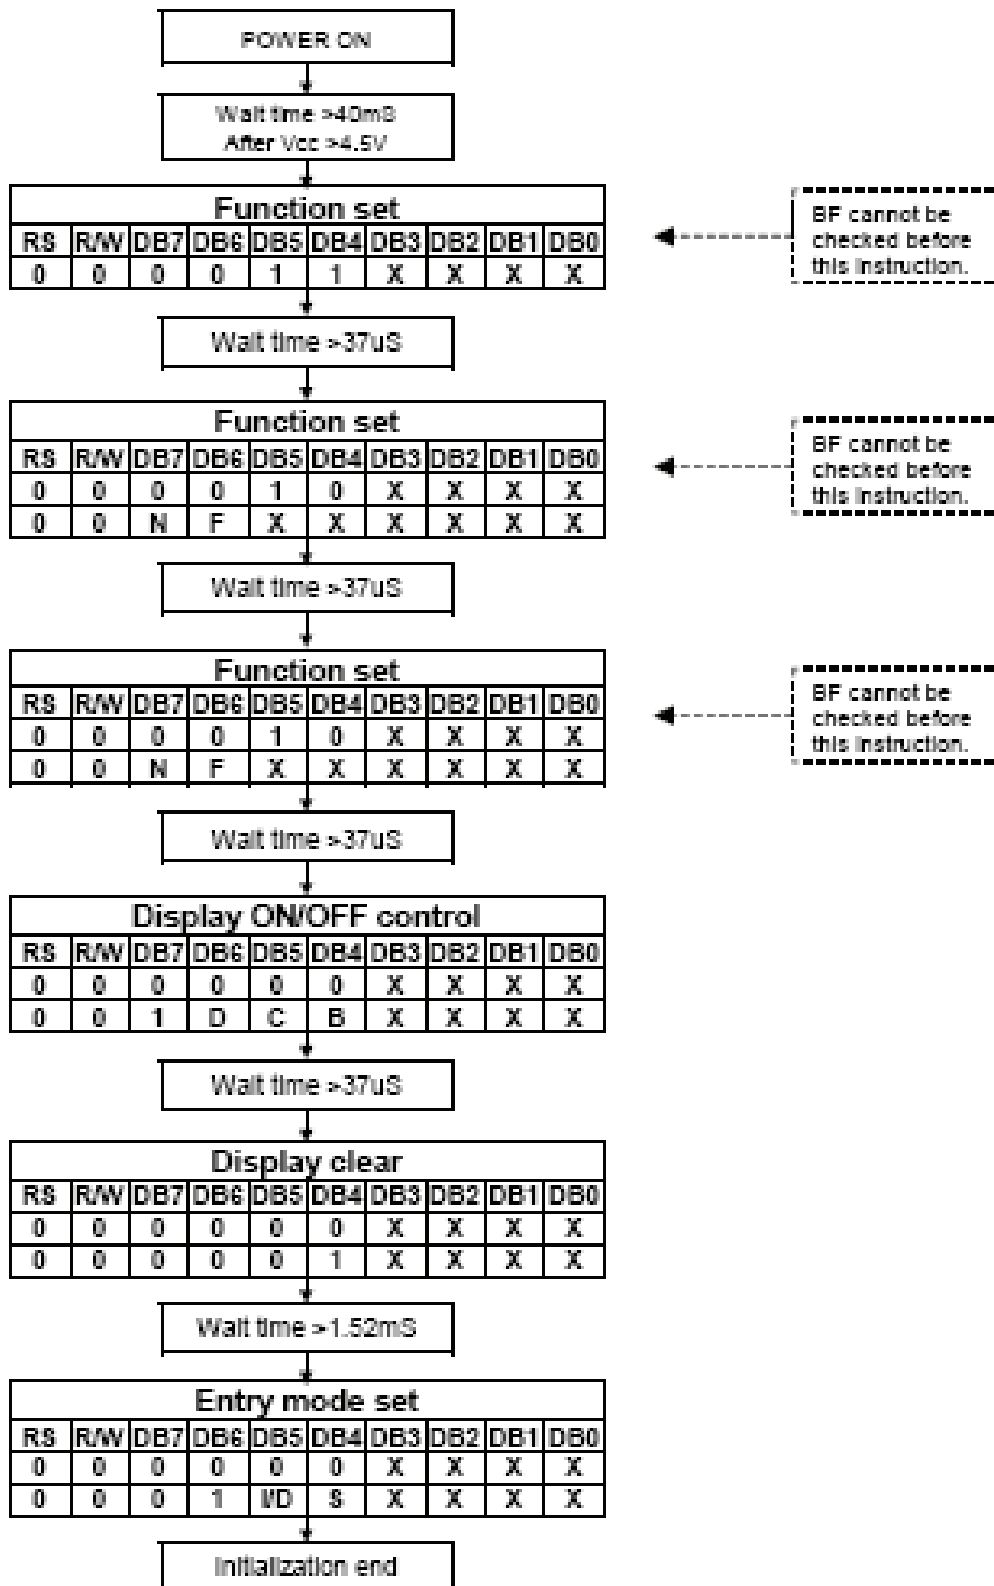 POWER ON
Wait time >40mS
After Vcc >4.5V
Function set
RS R/W DB7 DB6 DB5 DB4 DB3 DB2 DB1 DB0
0 0 0 0 1 1 X X X X
BF cannot be
checked before
this instruction.
Wait time >37uS
Function set
RS R/W DB7 DB6 DB5 DB4 DB3 DB2 DB1 DB0
0 0 0 0 1 0 X X X X
0 0 N F X X X X X X
BF cannot be
checked before
this instruction.
Wait time >37uS
Function set
RS R/W DB7 DB6 DB5 DB4 DB3 DB2 DB1 DB0
0 0 0 0 1 0 X X X X
0 0 N F X X X X X X
BF cannot be
checked before
this instruction.
Wait time >37uS
Display ON/OFF control
RS R/W DB7 DB6 DB5 DB4 DB3 DB2 DB1 DB0
0 0 0 0 0 0 X X X X
0 0 1 D C B X X X X
Wait time >37uS
Display clear
RS R/W DB7 DB6 DB5 DB4 DB3 DB2 DB1 DB0
0 0 0 0 0 0 X X X X
0 0 0 0 0 1 X X X X
Wait time >1.52mS
Entry mode set
RS R/W DB7 DB6 DB5 DB4 DB3 DB2 DB1 DB0
0 0 0 0 0 0 X X X X
0 0 0 1 I/D S X X X X
Initialization end